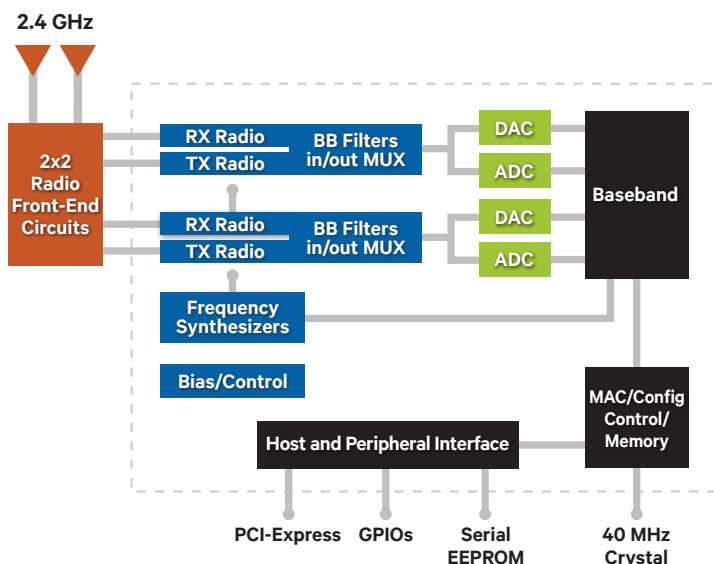 2.4 GHz
2x2
Radio
Front-End
Circuits
RX Radio
TX Radio
BB Filters
in/out MUX
DAC
ADC
RX Radio
TX Radio
BB Filters
in/out MUX
DAC
ADC
Baseband
Frequency
Synthesizers
Bias/Control
MAC/Config
Control/
Memory
Host and Peripheral Interface
PCI-Express
GPIOs
Serial
EEPROM
40 MHz
Crystal